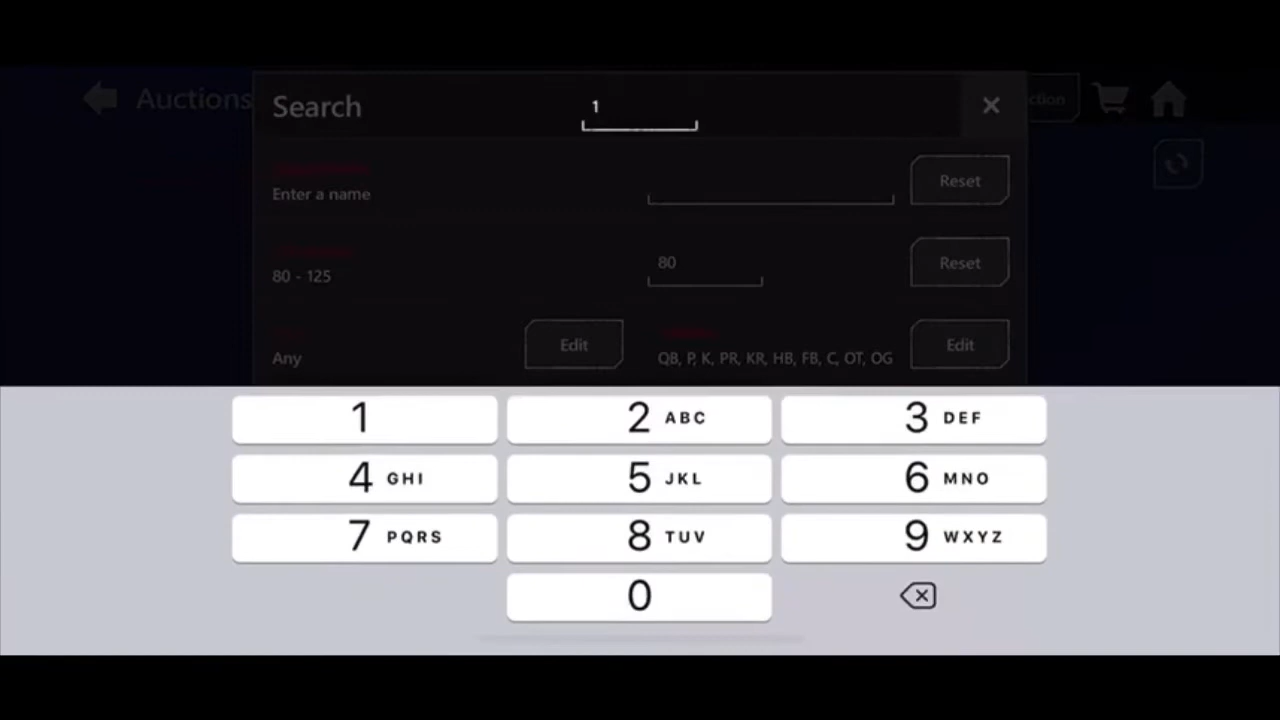 Auctions
Search
1
ction
Enter a name
Reset
80 - 125
80
Reset
Any
Edit
QB, P, K, PR, KR, HB, FB, C, OT, OG
Edit
1
2 ABC
3 DEF
4 GHI
5 JKL
6 MNO
7 PQRS
8 TUV
9 WXYZ
0